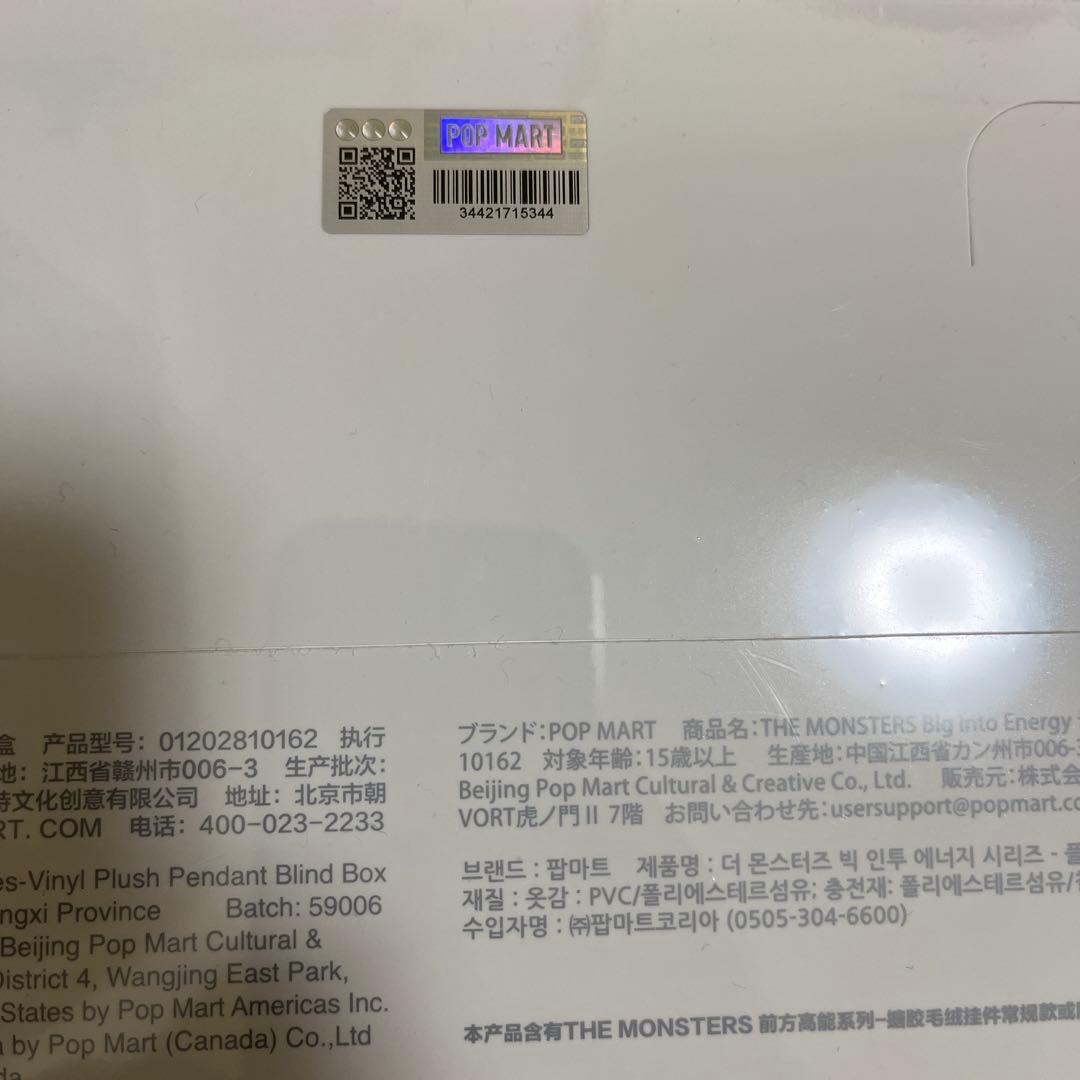 POP MART
34421715344
盒 产品型号：01202810162 执行
地：江西省赣州市006-3 生产批次：
特文化创意有限公司 地址：北京市朝
RT. COM 电话：400-023-2233
es-Vinyl Plush Pendant Blind Box
ngxi Province Batch: 59006
Beijing Pop Mart Cultural &
District 4, Wangjing East Park,
States by Pop Mart Americas Inc.
a by Pop Mart (Canada) Co.,Ltd
da
ブランド：POP MART 商品名：THE MONSTERS Big into Energy
10162 対象年齢：15歳以上 生産地：中国江西省カン州市006-3
Beijing Pop Mart Cultural & Creative Co., Ltd. 販売元：株式会
VORT虎ノ門Ⅱ 7階 お問い合わせ先：usersupport@popmart.co
브랜드 : 팝마트 제품명 : 더 몬스터즈 빅 인투 에너지 시리즈 - 플
재질 : 옷감 : PVC/폴리에스테르섬유; 충전재: 폴리에스테르섬유/
수입자명 : ㈜팝마트코리아 (0505-304-6600)
本产品含有THE MONSTERS 前方高能系列-搪胶毛绒挂件常规款或